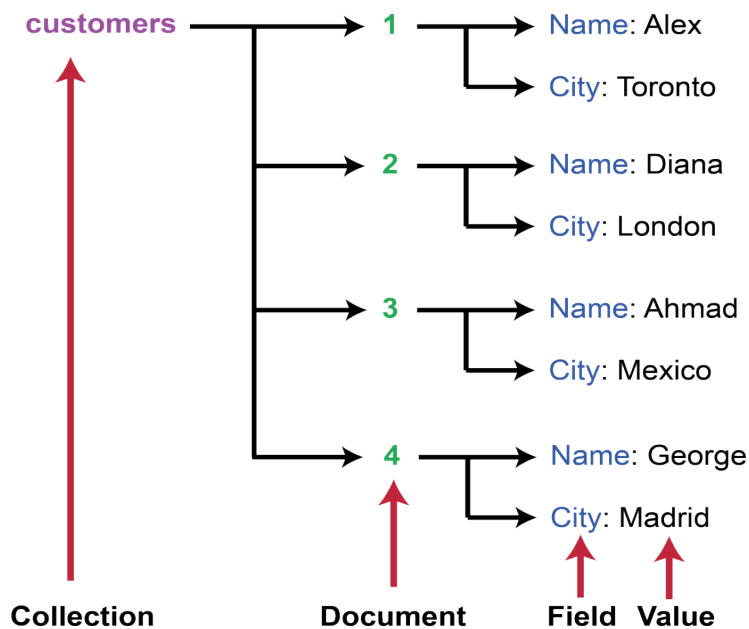 customers 1 Name: Alex
City: Toronto
2 Name: Diana
City: London
3 Name: Ahmad
City: Mexico
4 Name: George
City: Madrid
Collection Document Field Value